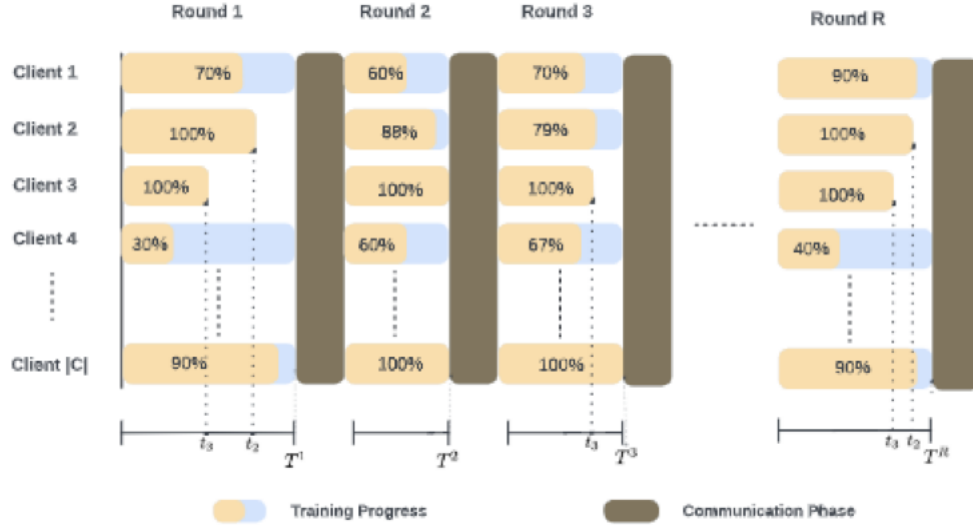 Round 1 Round 2 Round 3 Round R
Client 1 70% 60% 70% 90%
Client 2 100% 88% 79% 100%
Client 3 100% 100% 100% 100%
Client 4 30% 60% 67% 40%
Client |C| 90% 100% 100% 90%
t₃ t₂ T¹ T² t₃ T³ t₃ t₂ Tᴿ
Training Progress Communication Phase